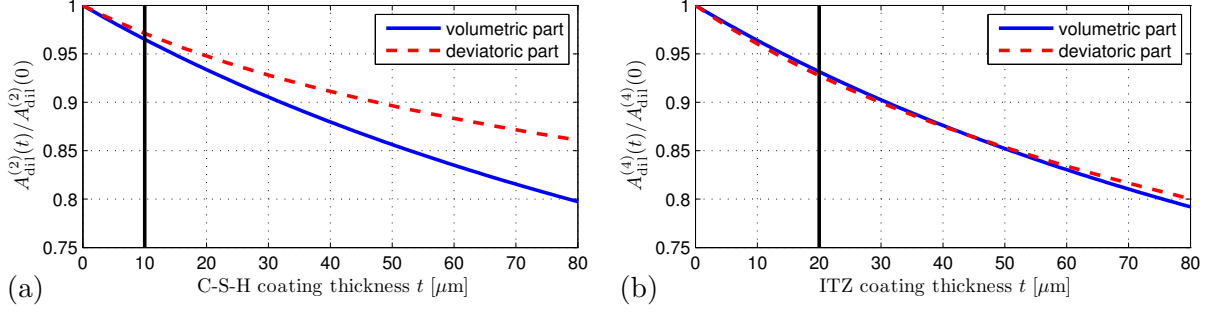 1
0.95
0.9
0.85
0.8
0.75
A_dil^(2)(t)/A_dil^(2)(0)
volumetric part
deviatoric part
0 10 20 30 40 50 60 70 80
(a) C-S-H coating thickness t [μm]
1
0.95
0.9
0.85
0.8
0.75
A_dil^(4)(t)/A_dil^(4)(0)
volumetric part
deviatoric part
0 10 20 30 40 50 60 70 80
(b) ITZ coating thickness t [μm]